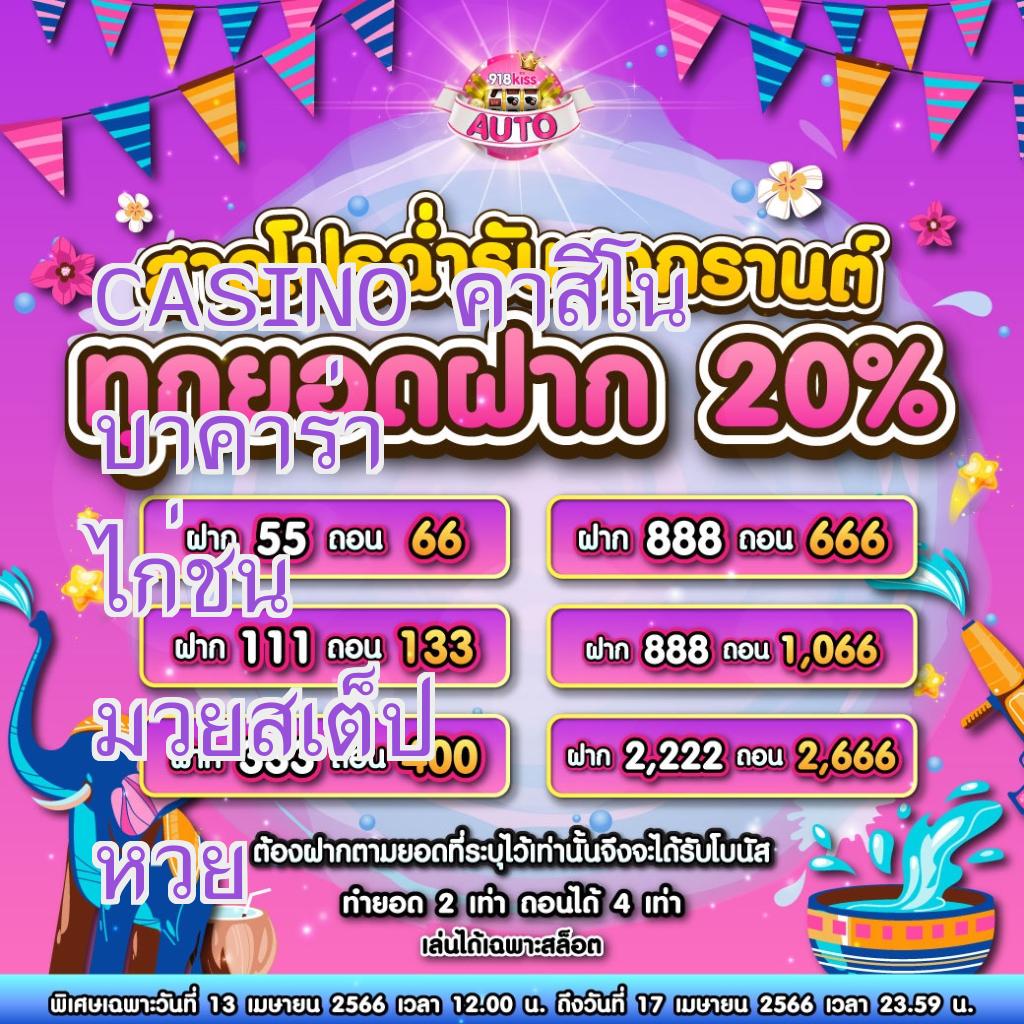 918kiss
AUTO
CASINO คาสิโน
ทุกยอดฝาก 20%
บาคาร่า
ฝาก 55 ถอน 66
ฝาก 888 ถอน 666
ไก่ชน
ฝาก 111 ถอน 133
ฝาก 888 ถอน 1,066
มวยสเต็ป
ถอน 400
ฝาก 2,222 ถอน 2,666
หวย
ต้องฝากตามยอดที่ระบุไว้เท่านั้นจึงจะได้รับโบนัส
ทำยอด 2 เท่า ถอนได้ 4 เท่า
เล่นได้เฉพาะสล็อต
พิเศษเฉพาะวันที่ 13 เมษายน 2566 เวลา 12.00 น. ถึงวันที่ 17 เมษายน 2566 เวลา 23.59 น.